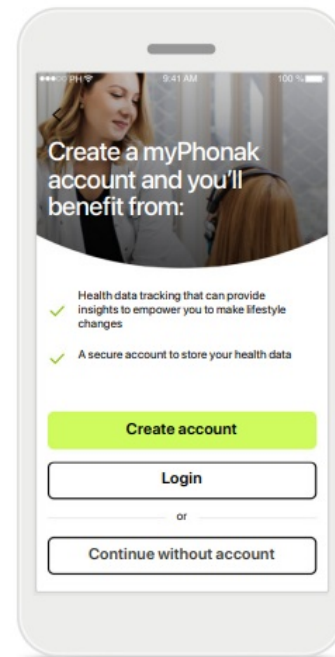 PH 9:41 AM 100 %
Create a myPhonak
account and you'll
benefit from:
Health data tracking that can provide
insights to empower you to make lifestyle
changes
A secure account to store your health data
Create account
Login
or
Continue without account